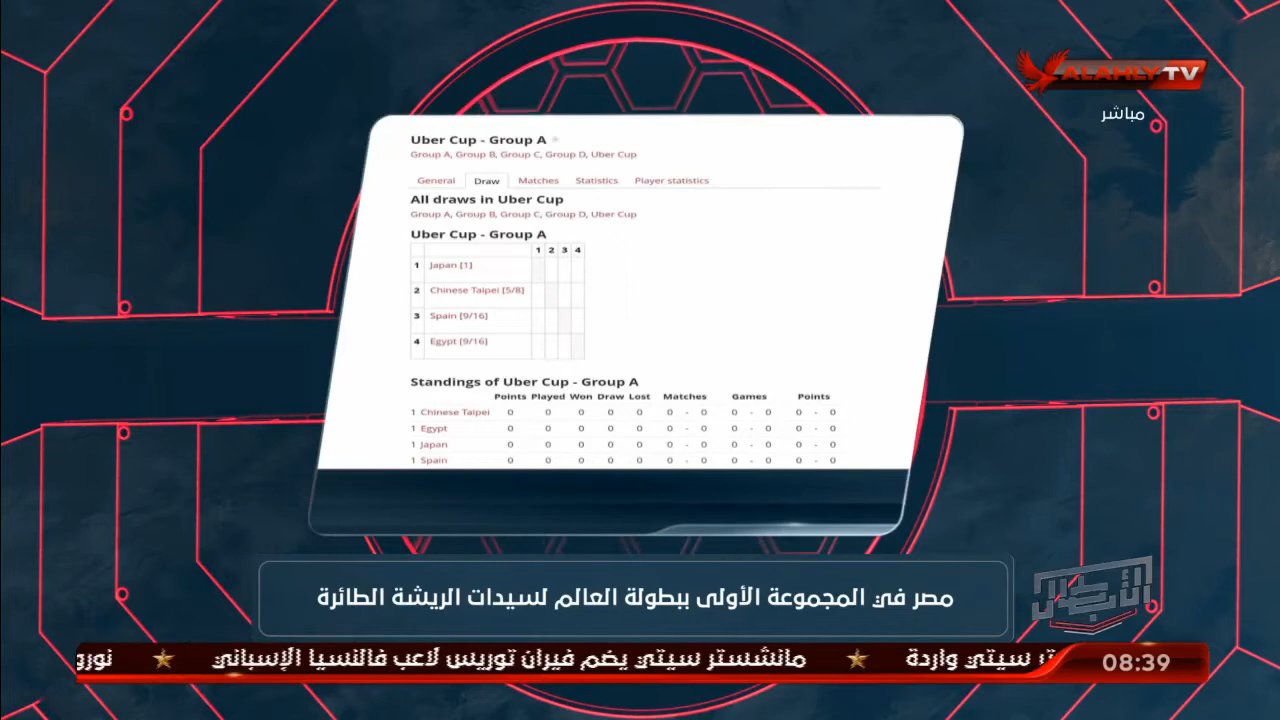 ALAHLY TV
مباشر
Uber Cup - Group A
Group A, Group B, Group C, Group D, Uber Cup
General Draw Matches Statistics Player statistics
All draws in Uber Cup
Group A, Group B, Group C, Group D, Uber Cup
Uber Cup - Group A
1 2 3 4
1 Japan [1]
2 Chinese Taipei [5/8]
3 Spain [9/16]
4 Egypt [9/16]
Standings of Uber Cup - Group A
Points Played Won Draw Lost Matches Games Points
1 Chinese Taipei 0 0 0 0 0 0 - 0 0 - 0 0 - 0
1 Egypt 0 0 0 0 0 0 - 0 0 - 0 0 - 0
1 Japan 0 0 0 0 0 0 - 0 0 - 0 0 - 0
1 Spain 0 0 0 0 0 0 - 0 0 - 0 0 - 0
مصر في المجموعة الأولى ببطولة العالم لسيدات الريشة الطائرة
سيتي واردة ★ مانشستر سيتي يضم فيران توريس لاعب فالنسيا الإسباني ★
08:39